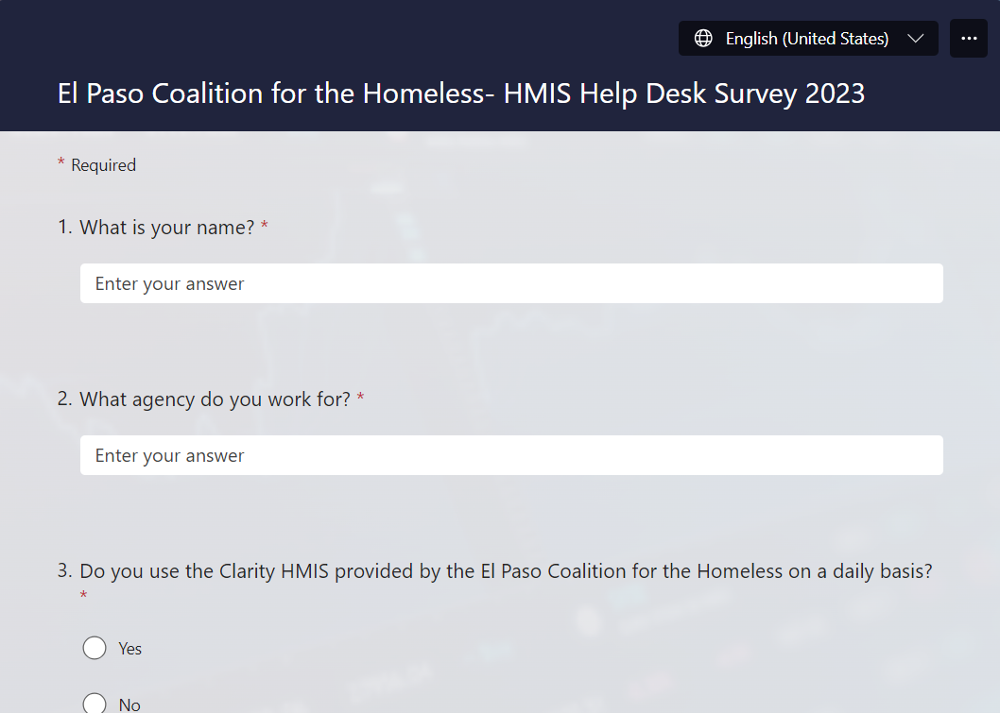 English (United States)
El Paso Coalition for the Homeless- HMIS Help Desk Survey 2023
* Required
1. What is your name? *
Enter your answer
2. What agency do you work for? *
Enter your answer
3. Do you use the Clarity HMIS provided by the El Paso Coalition for the Homeless on a daily basis?
*
Yes
No